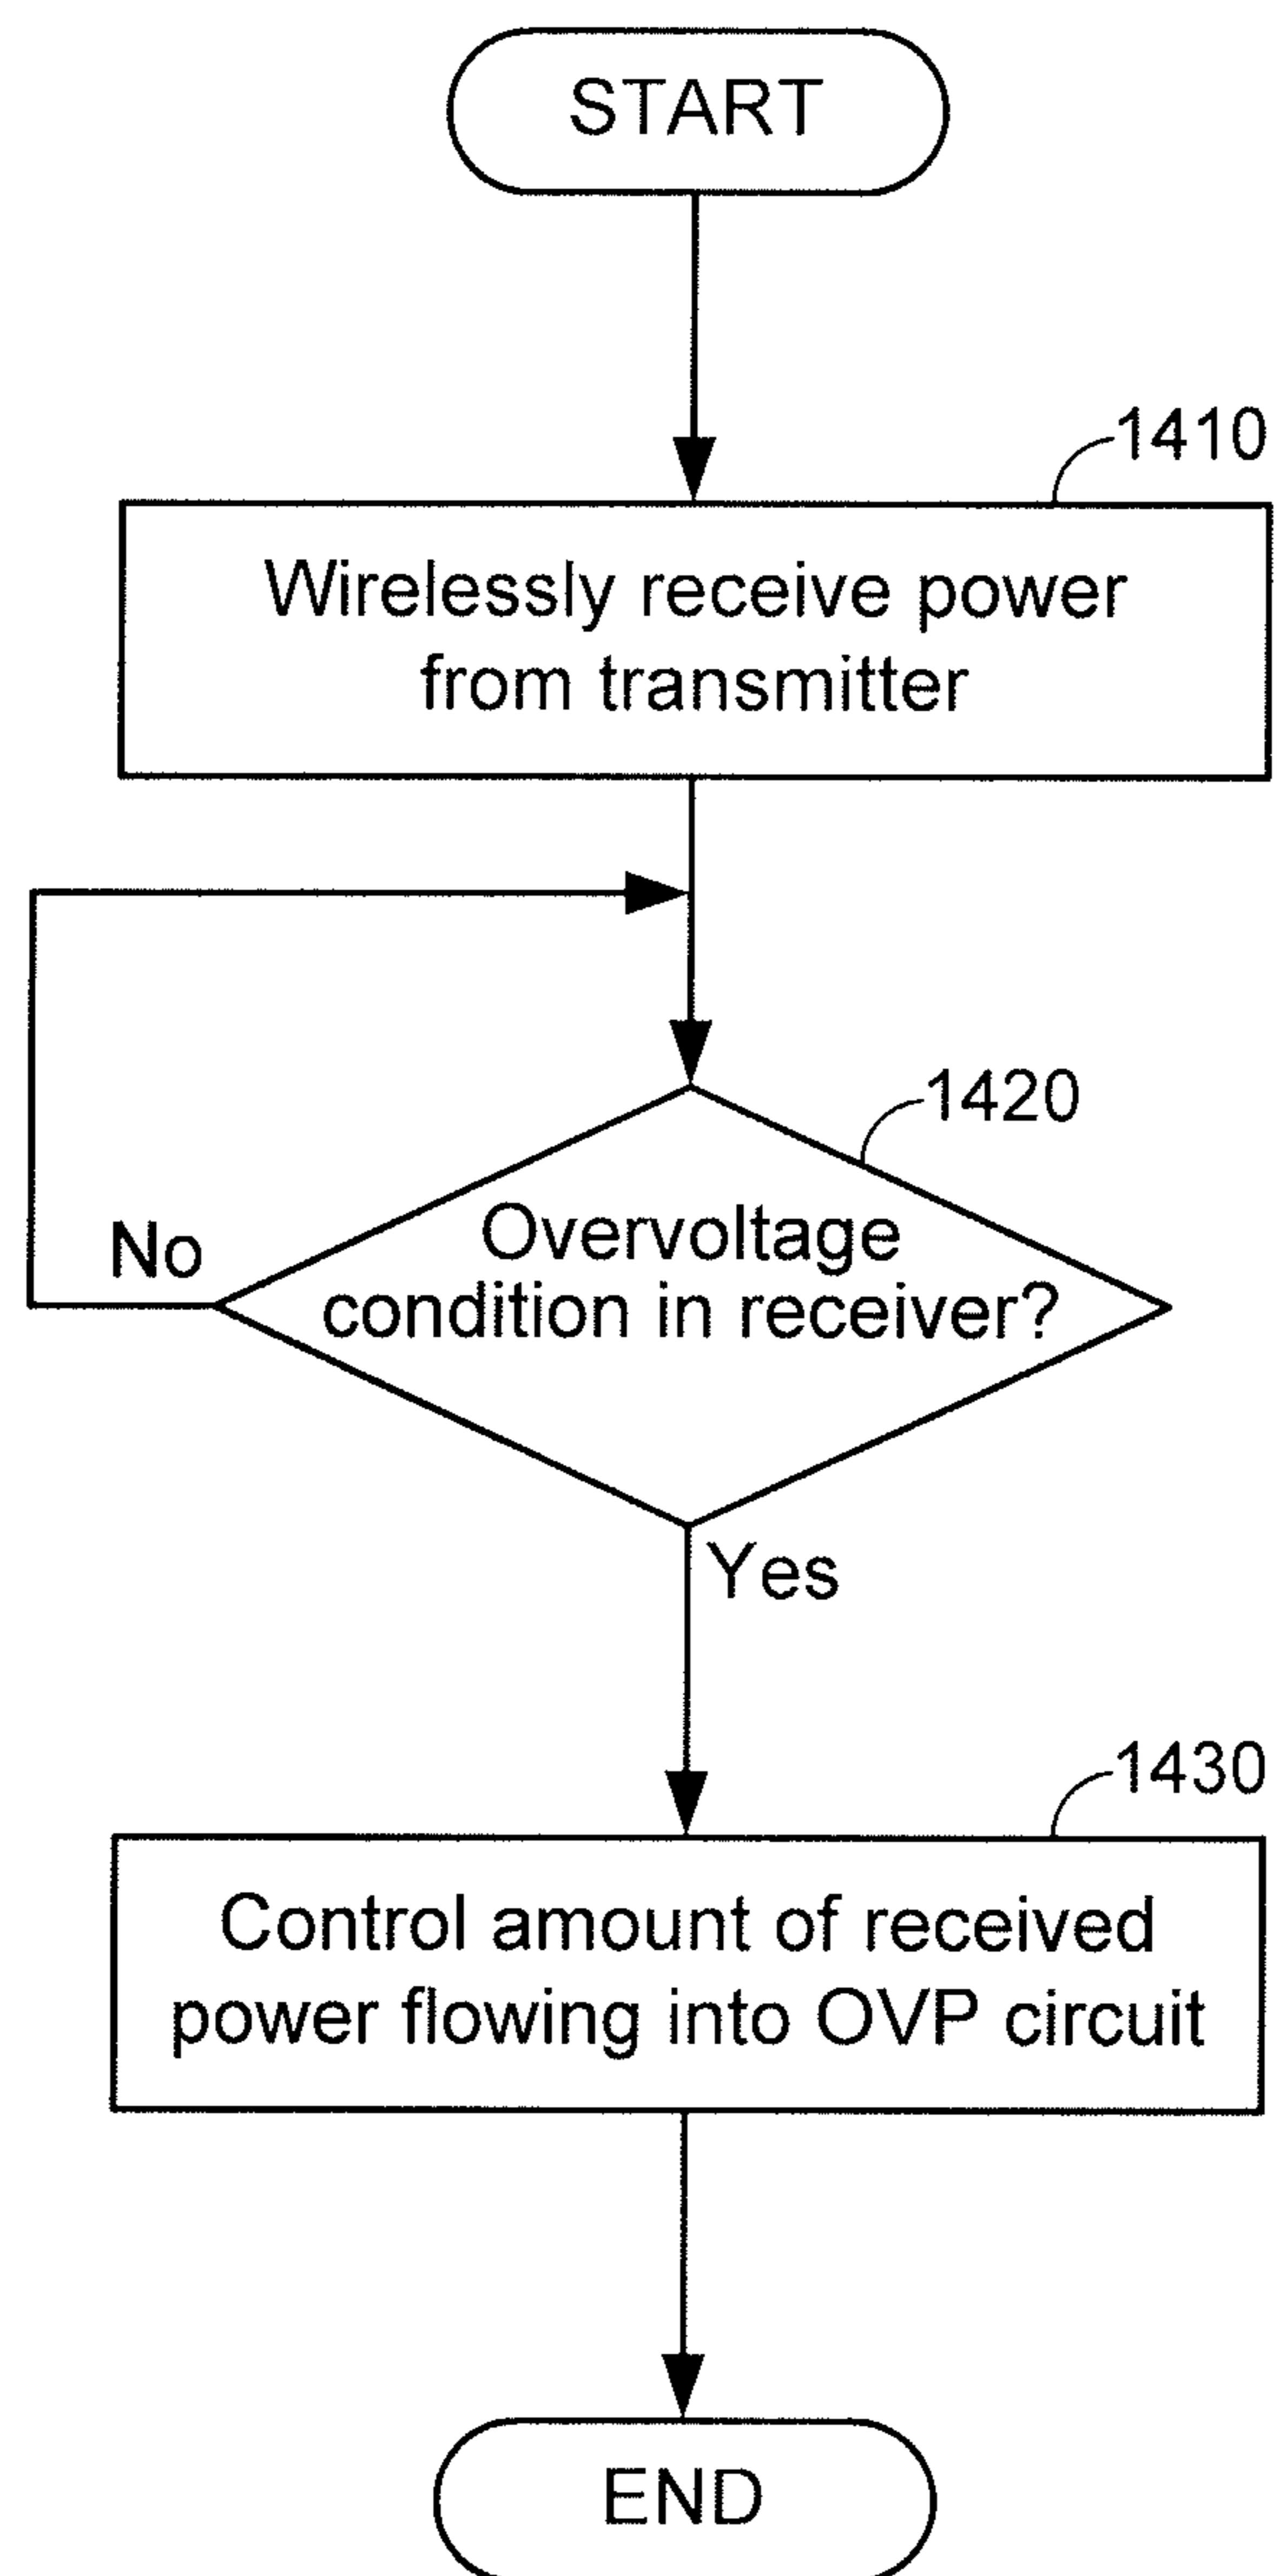 START
1410
Wirelessly receive power
from transmitter
1420
Overvoltage
condition in receiver?
No
Yes
1430
Control amount of received
power flowing into OVP circuit
END